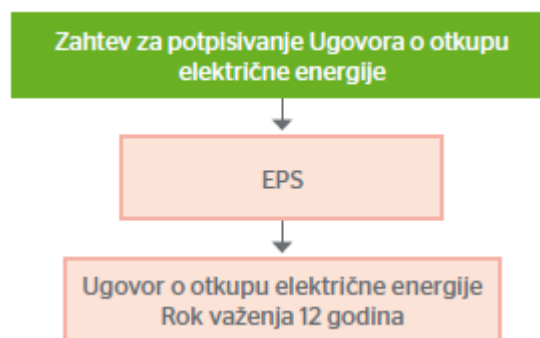 Zahtev za potpisivanje Ugovora o otkupu
električne energije
EPS
Ugovor o otkupu električne energije
Rok važenja 12 godina